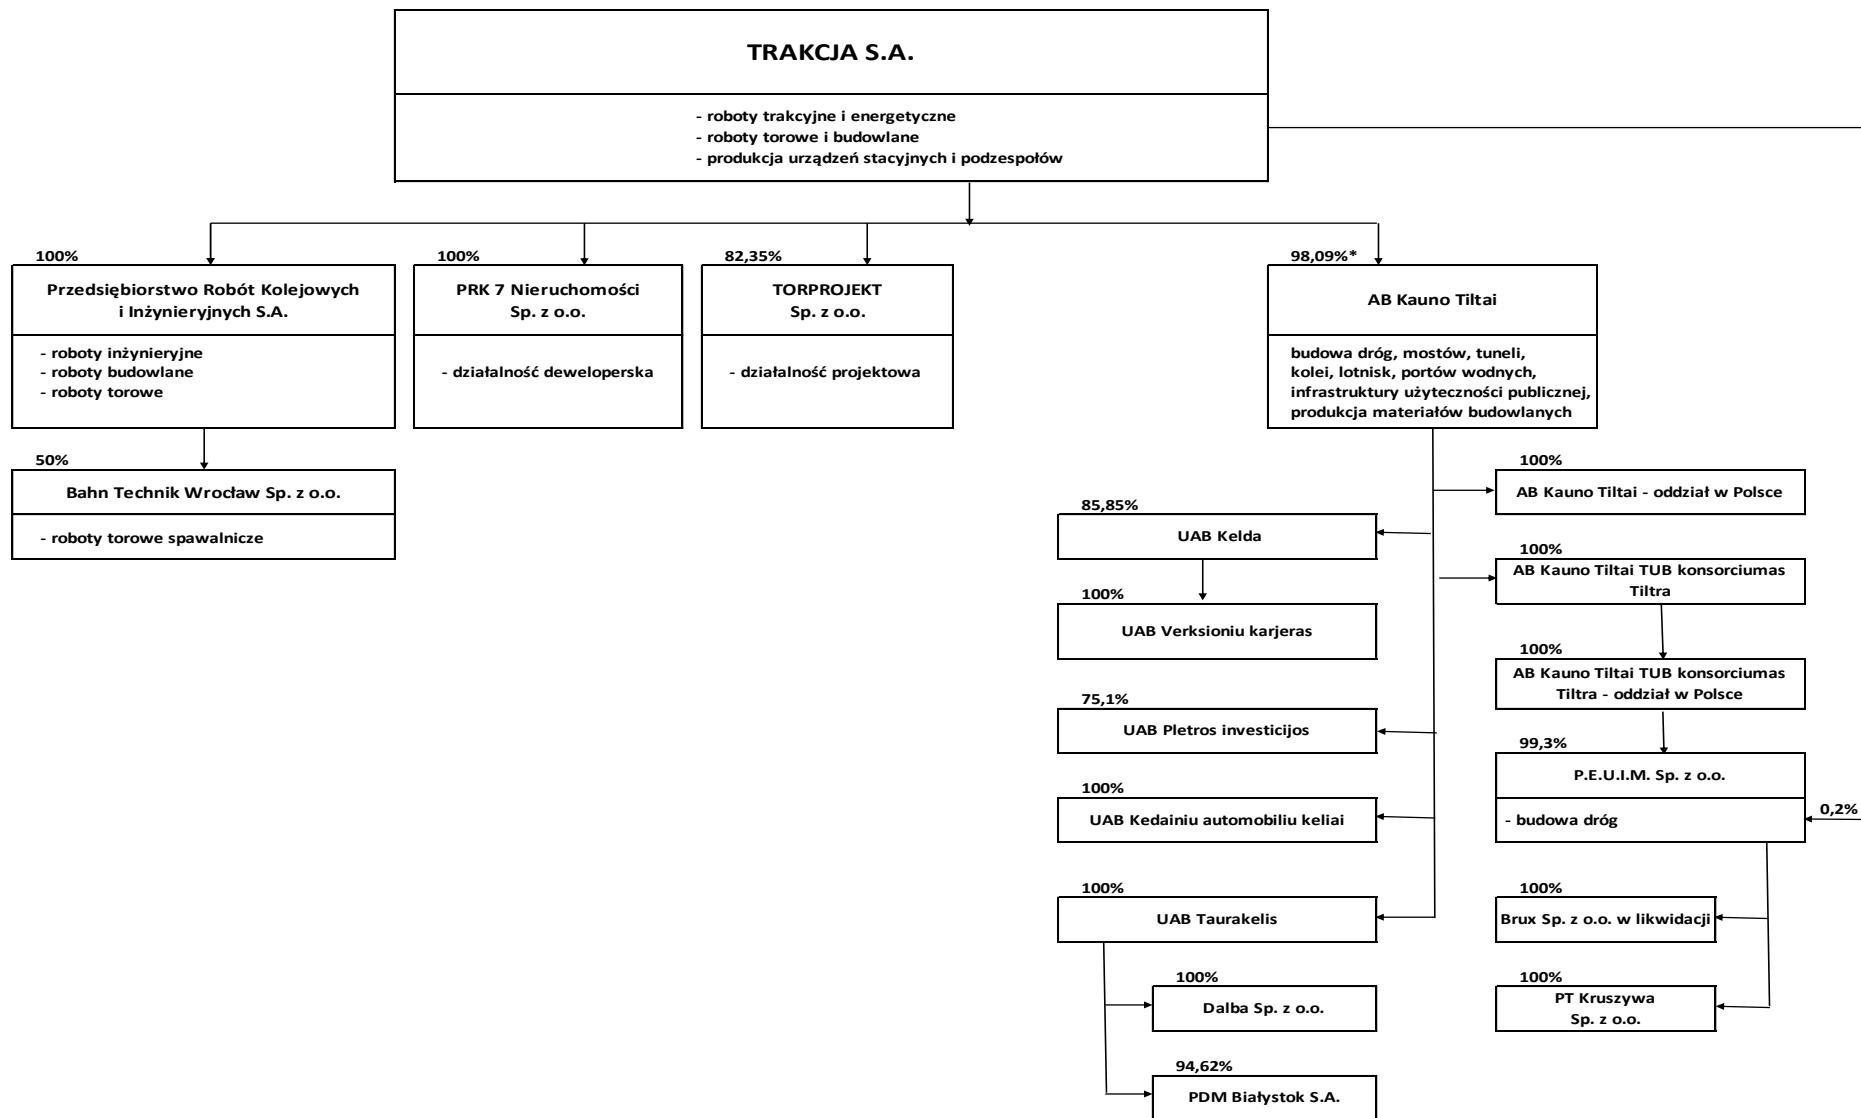 TRAKCJA S.A.
- roboty trakcyjne i energetyczne
- roboty torowe i budowlane
- produkcja urządzeń stacyjnych i podzespołów
100%
Przedsiębiorstwo Robót Kolejowych
i Inżynieryjnych S.A.
- roboty inżynieryjne
- roboty budowlane
- roboty torowe
50%
Bahn Technik Wrocław Sp. z o.o.
- roboty torowe spawalnicze
100%
PRK 7 Nieruchomości
Sp. z o.o.
- działalność deweloperska
82,35%
TORPROJEKT
Sp. z o.o.
- działalność projektowa
98,09%*
AB Kauno Tiltai
budowa dróg, mostów, tuneli,
kolei, lotnisk, portów wodnych,
infrastruktury użyteczności publicznej,
produkcja materiałów budowlanych
85,85%
UAB Kelda
100%
UAB Verksioniu karjeras
75,1%
UAB Pletros investicijos
100%
UAB Kedainiu automobiliu keliai
100%
UAB Taurakelis
100%
Dalba Sp. z o.o.
94,62%
PDM Białystok S.A.
100%
AB Kauno Tiltai - oddział w Polsce
100%
AB Kauno Tiltai TUB konsorciumas
Tiltra
100%
AB Kauno Tiltai TUB konsorciumas
Tiltra - oddział w Polsce
99,3%
P.E.U.I.M. Sp. z o.o.
- budowa dróg
0,2%
100%
Brux Sp. z o.o. w likwidacji
100%
PT Kruszywa
Sp. z o.o.